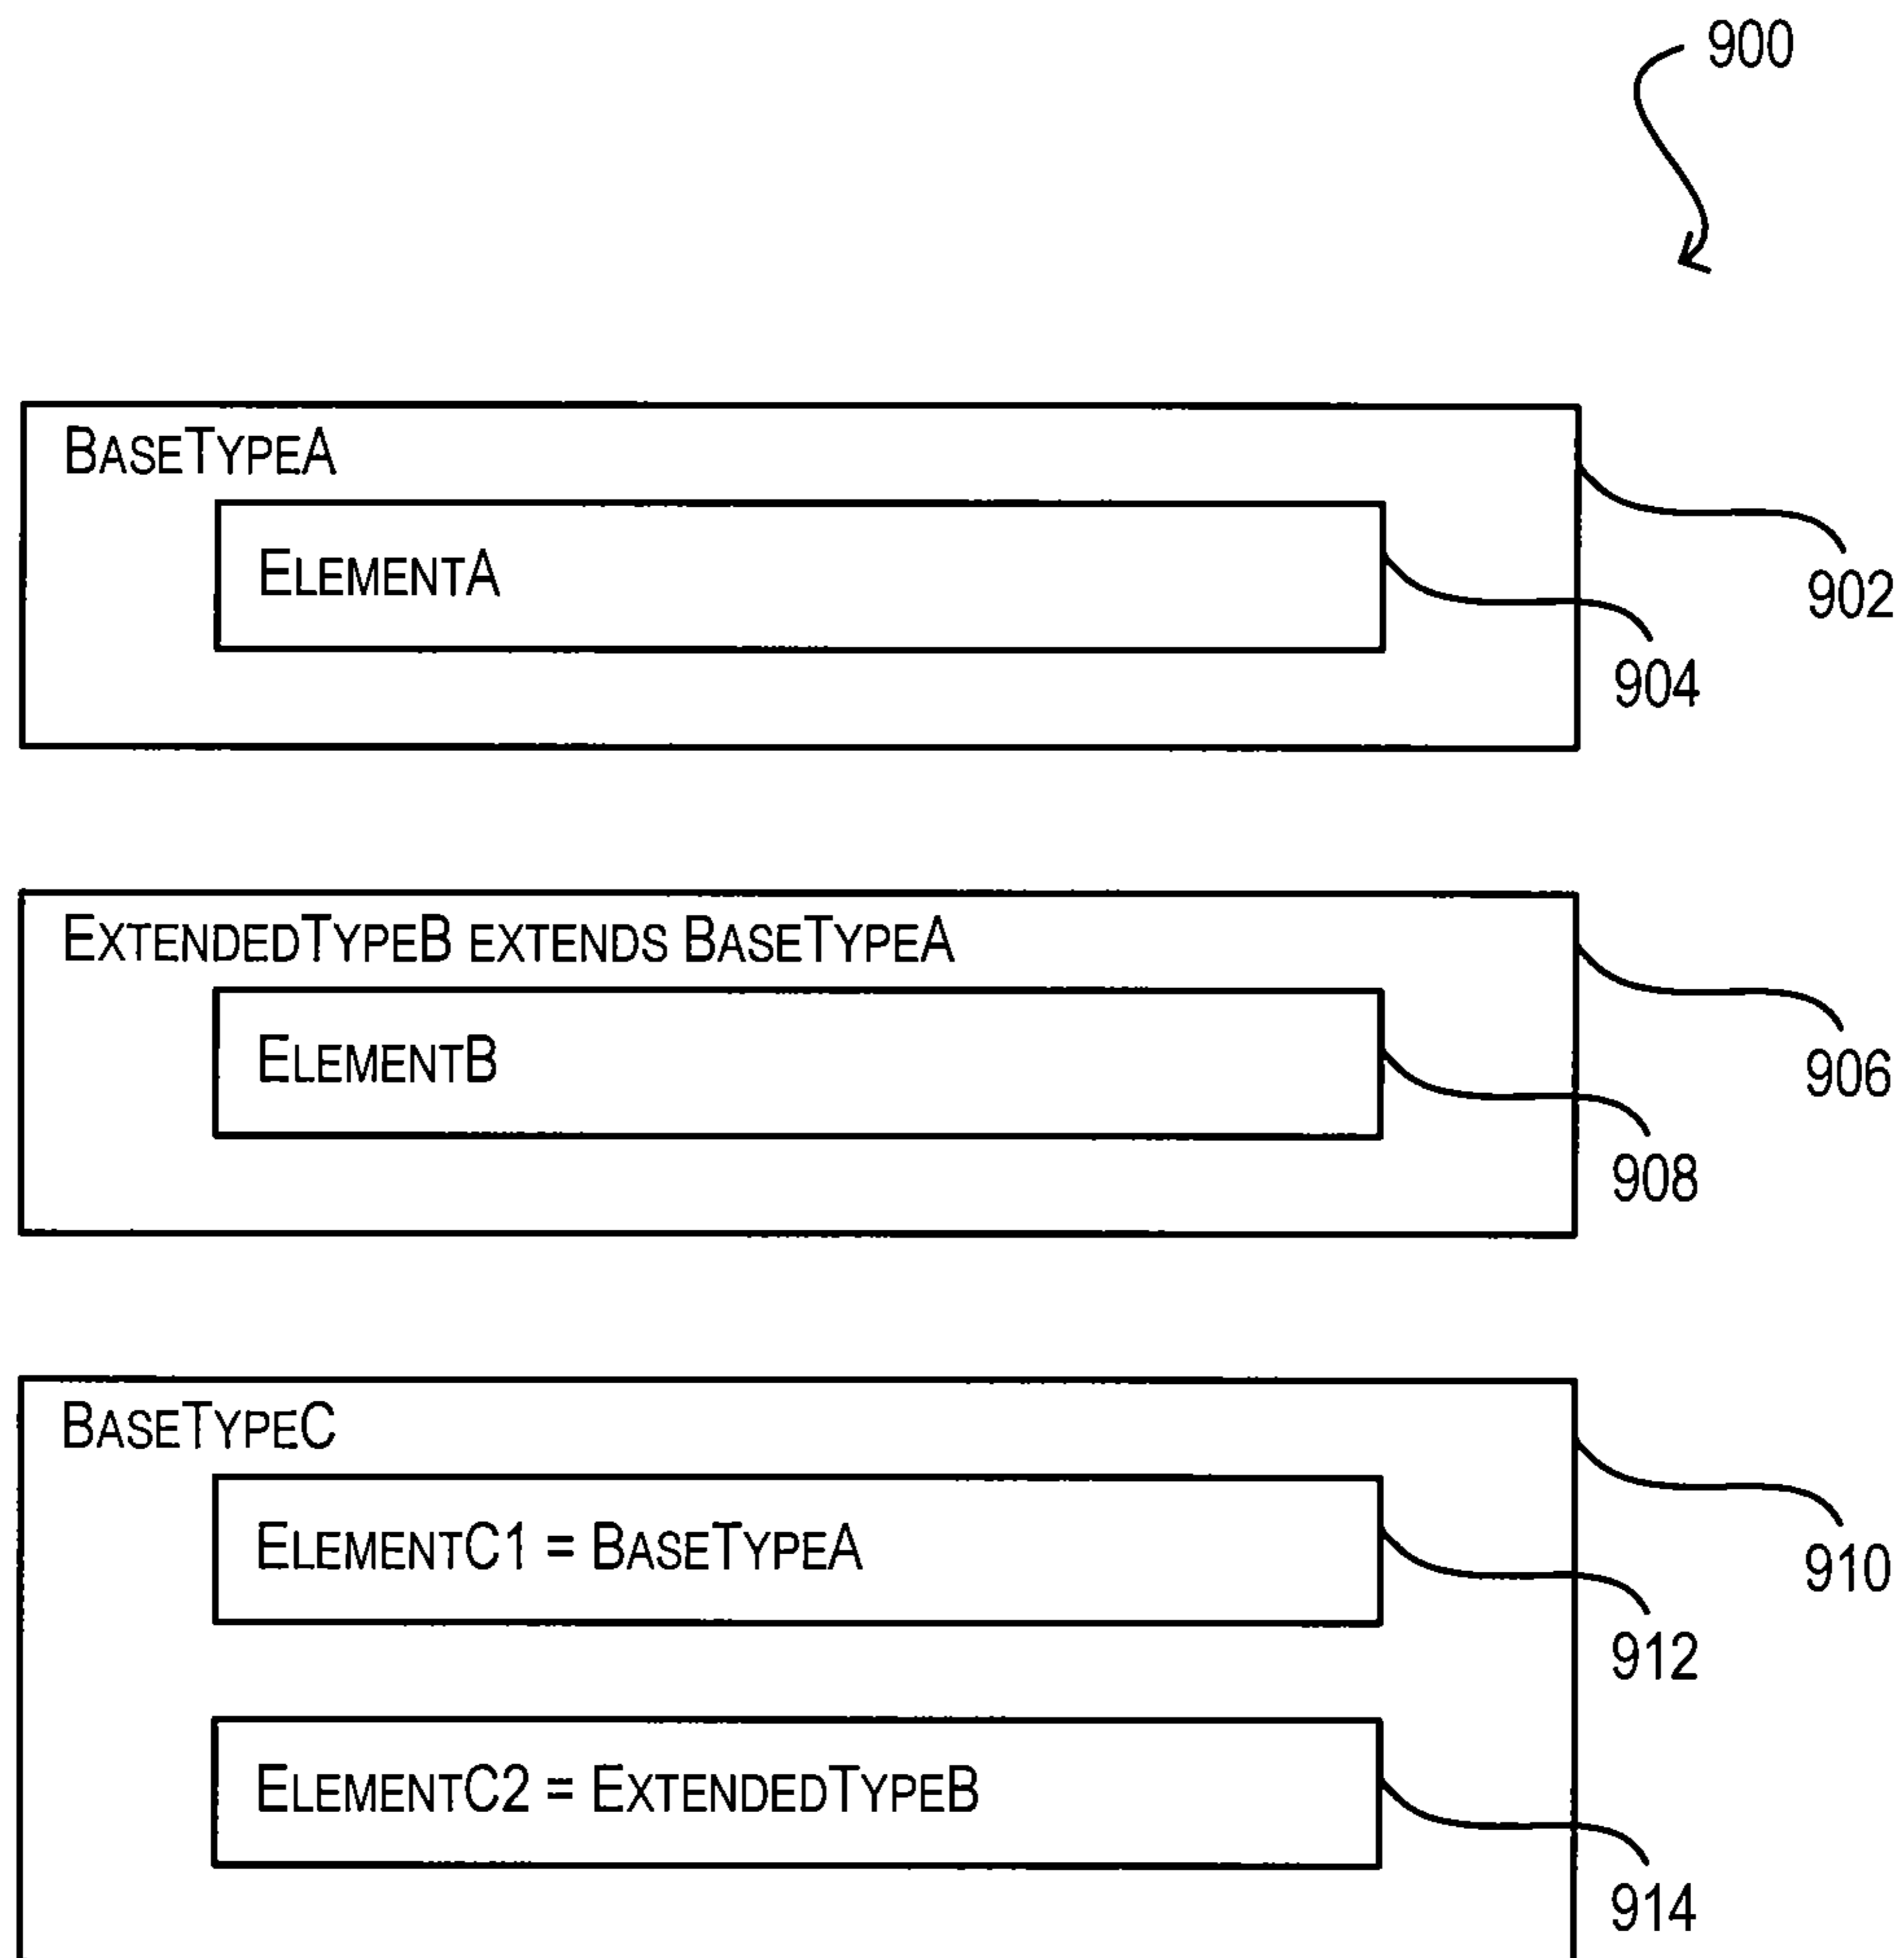 900
BASETYPEA
ELEMENTA
902
904
EXTENDEDTYPEB EXTENDS BASETYPEA
ELEMENTB
906
908
BASETYPEC
ELEMENTC1 = BASETYPEA
910
912
ELEMENTC2 = EXTENDEDTYPEB
914